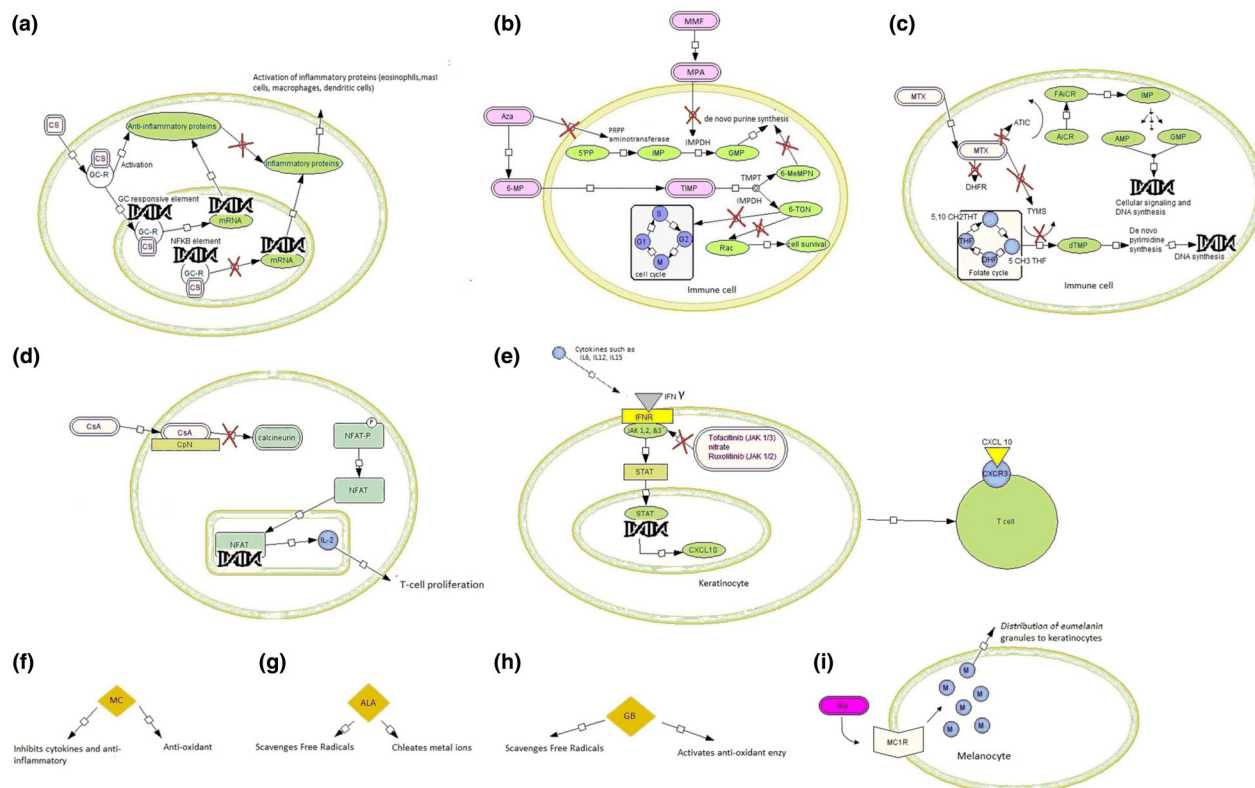 (a)
Activation of inflammatory proteins (eosinophils,mast
cells, macrophages, dendritic cells)
CS
Anti-inflammatory proteins
CS
GC-R
Activation
Inflammatory proteins
GC responsive element
GC-R
CS
mRNA
NFKB element
mRNA
GC-R
CS
(b)
MMF
MPA
Aza
PRPP
aminotransferase
de novo purine synthesis
IMPDH
5'PP
IMP
GMP
6-MP
TIMP
TMPT
6-MeMPN
IMPDH
6-TGN
S
G1
G2
M
cell cycle
Rac
cell survival
Immune cell
(c)
MTX
FAICR
IMP
ATIC
AiCR
AMP
GMP
MTX
DHFR
Cellular signaling and
DNA synthesis
TYMS
5,10 CH2THT
THF
DHF
5 CH3 THF
Folate cycle
dTMP
De novo
pyrimidine
synthesis
DNA synthesis
Immune cell
(d)
CsA
CsA
CpN
calcineurin
P
NFAT-P
NFAT
NFAT
IL-2
T-cell proliferation
(e)
Cytokines such as
IL6, IL12, IL15
IFN γ
IFNR
JAK 1,2, &3
Tofacitinib (JAK 1/3)
nitrate
Ruxolitinib (JAK 1/2)
STAT
STAT
CXCL10
Keratinocyte
CXCL 10
CXCR3
T cell
(f)
MC
Inhibits cytokines and anti-
inflammatory
Anti-oxidant
(g)
ALA
Scavenges Free Radicals
Chleates metal ions
(h)
GB
Scavenges Free Radicals
Activates anti-oxidant enzy
(i)
Distribution of eumelanin
granules to keratinocytes
M
M
M
M
M
M
M
MC1R
Melanocyte